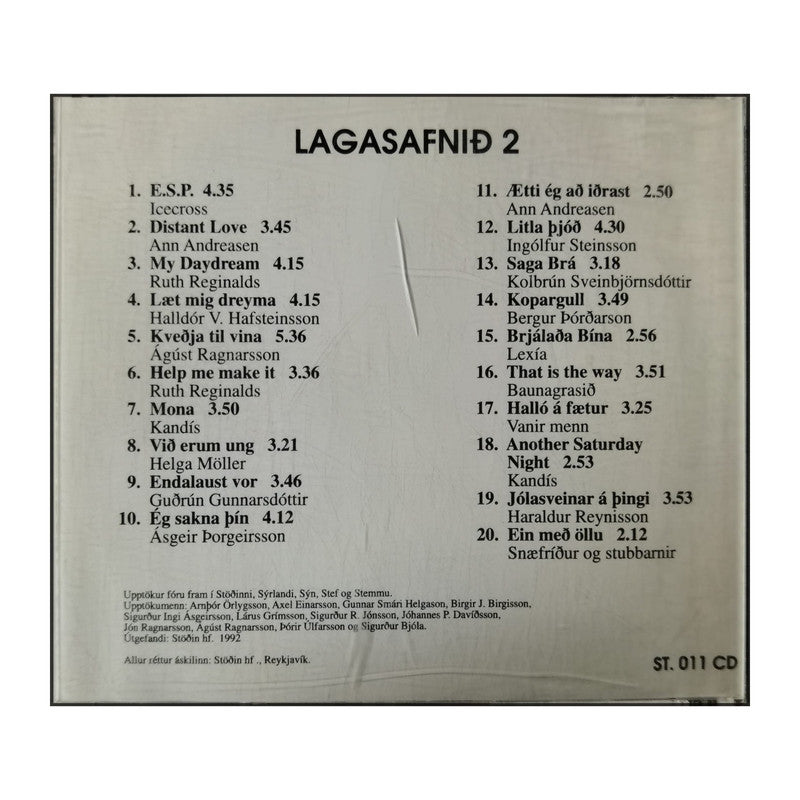 LAGASAFNIÐ 2
1. E.S.P. 4.35
Icecross
2. Distant Love 3.45
Ann Andreasen
3. My Daydream 4.15
Ruth Reginalds
4. Læt mig dreyma 4.15
Halldór V. Hafsteinsson
5. Kveðja til vina 5.36
Ágúst Ragnarsson
6. Help me make it 3.36
Ruth Reginalds
7. Mona 3.50
Kandís
8. Við erum ung 3.21
Helga Möller
9. Endalaust vor 3.46
Guðrún Gunnarsdóttir
10. Ég sakna þín 4.12
Ásgeir Þorgeirsson
11. Ætti ég að iðrast 2.50
Ann Andreasen
12. Litla þjóð 4.30
Ingólfur Steinsson
13. Saga Brá 3.18
Kolbrún Sveinbjörnsdóttir
14. Kopargull 3.49
Bergur Þórðarson
15. Brjálaða Bína 2.56
Lexía
16. That is the way 3.51
Baunagrasið
17. Halló á fætur 3.25
Vanir menn
18. Another Saturday
Night 2.53
Kandís
19. Jólasveinar á þingi 3.53
Haraldur Reynisson
20. Ein með öllu 2.12
Snæfríður og stubbarnir
Upptökur fóru fram í Stöðinni, Sýrlandi, Sýn, Stef og Stemmu.
Upptökumenn: Arnþór Örlygsson, Axel Einarsson, Gunnar Smári Helgason, Birgir J. Birgisson,
Sigurður Ingi Ásgeirsson, Lárus Grímsson, Sigurður R. Jónsson, Jóhannes P. Davíðsson,
Jón Ragnarsson, Ágúst Ragnarsson, Þórir Úlfarsson og Sigurður Bjóla.
Útgefandi: Stöðin hf. 1992
Allur réttur áskilinn: Stöðin hf ., Reykjavík.
ST. 011 CD